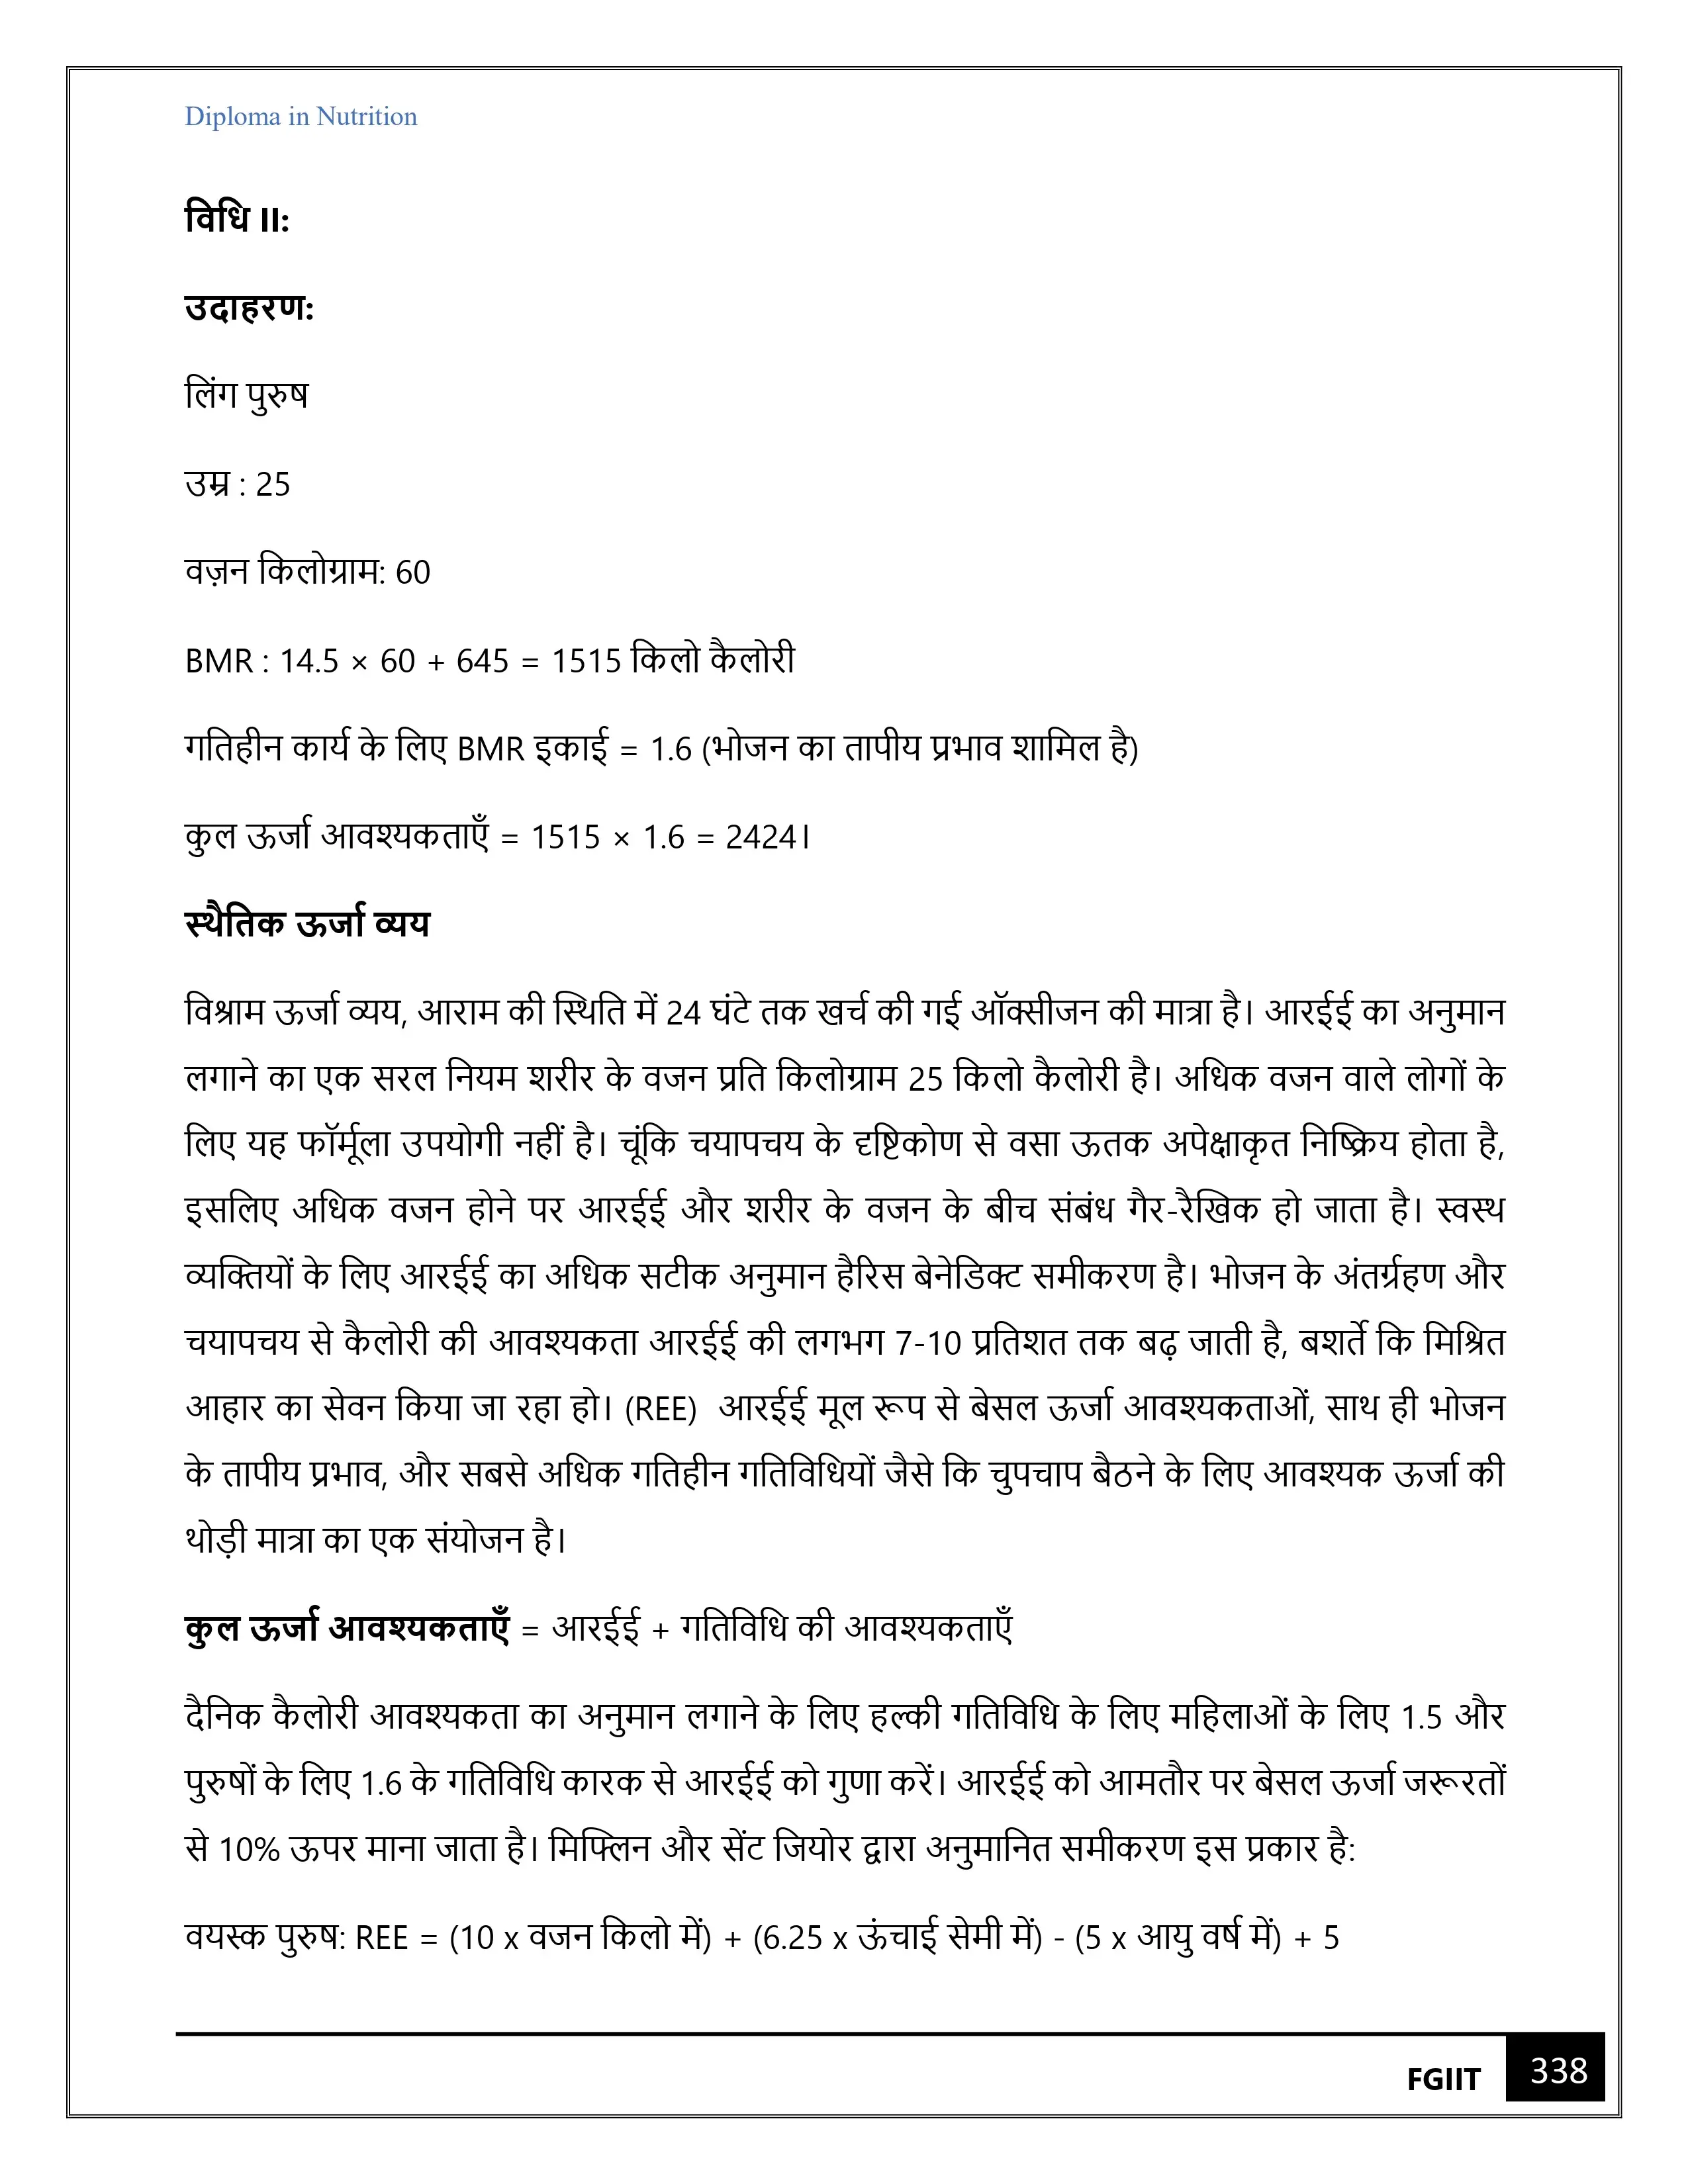 Diploma in Nutrition
विधि II:
उदाहरण:
लिंग पुरुष
उम्र : 25
वज़न किलोग्राम: 60
BMR : 14.5 × 60 + 645 = 1515 किलो कैलोरी
गतिहीन कार्य के लिए BMR इकाई = 1.6 (भोजन का तापीय प्रभाव शामिल है)
कुल ऊर्जा आवश्यकताएँ = 1515 × 1.6 = 2424।
स्थैतिक ऊर्जा व्यय
विश्राम ऊर्जा व्यय, आराम की स्थिति में 24 घंटे तक खर्च की गई ऑक्सीजन की मात्रा है। आरईई का अनुमान
लगाने का एक सरल नियम शरीर के वजन प्रति किलोग्राम 25 किलो कैलोरी है। अधिक वजन वाले लोगों के
लिए यह फॉर्मूला उपयोगी नहीं है। चूंकि चयापचय के दृष्टिकोण से वसा ऊतक अपेक्षाकृत निष्क्रिय होता है,
इसलिए अधिक वजन होने पर आरईई और शरीर के वजन के बीच संबंध गैर-रैखिक हो जाता है। स्वस्थ
व्यक्तियों के लिए आरईई का अधिक सटीक अनुमान हैरिस बेनेडिक्ट समीकरण है। भोजन के अंतर्ग्रहण और
चयापचय से कैलोरी की आवश्यकता आरईई की लगभग 7-10 प्रतिशत तक बढ़ जाती है, बशर्ते कि मिश्रित
आहार का सेवन किया जा रहा हो। (REE) आरईई मूल रूप से बेसल ऊर्जा आवश्यकताओं, साथ ही भोजन
के तापीय प्रभाव, और सबसे अधिक गतिहीन गतिविधियों जैसे कि चुपचाप बैठने के लिए आवश्यक ऊर्जा की
थोड़ी मात्रा का एक संयोजन है।
कुल ऊर्जा आवश्यकताएँ = आरईई + गतिविधि की आवश्यकताएँ
दैनिक कैलोरी आवश्यकता का अनुमान लगाने के लिए हल्की गतिविधि के लिए महिलाओं के लिए 1.5 और
पुरुषों के लिए 1.6 के गतिविधि कारक से आरईई को गुणा करें। आरईई को आमतौर पर बेसल ऊर्जा जरूरतों
से 10% ऊपर माना जाता है। मिफ्लिन और सेंट जियोर द्वारा अनुमानित समीकरण इस प्रकार है:
वयस्क पुरुष: REE = (10 x वजन किलो में) + (6.25 x ऊंचाई सेमी में) - (5 x आयु वर्ष में) + 5
FGIIT 338